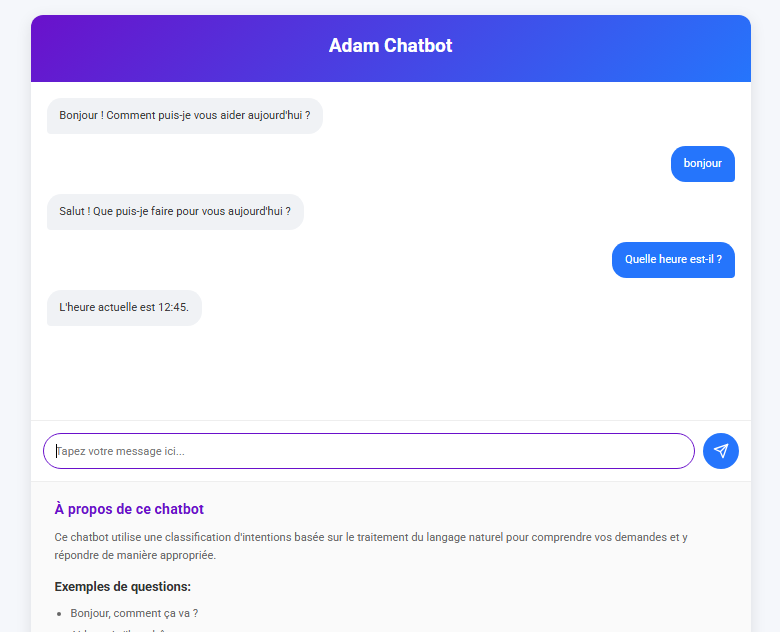 Adam Chatbot
Bonjour ! Comment puis-je vous aider aujourd'hui ?
bonjour
Salut ! Que puis-je faire pour vous aujourd'hui ?
Quelle heure est-il ?
L'heure actuelle est 12:45.
Tapez votre message ici...
À propos de ce chatbot
Ce chatbot utilise une classification d'intentions basée sur le traitement du langage naturel pour comprendre vos demandes et y
répondre de manière appropriée.
Exemples de questions:
• Bonjour, comment ça va ?